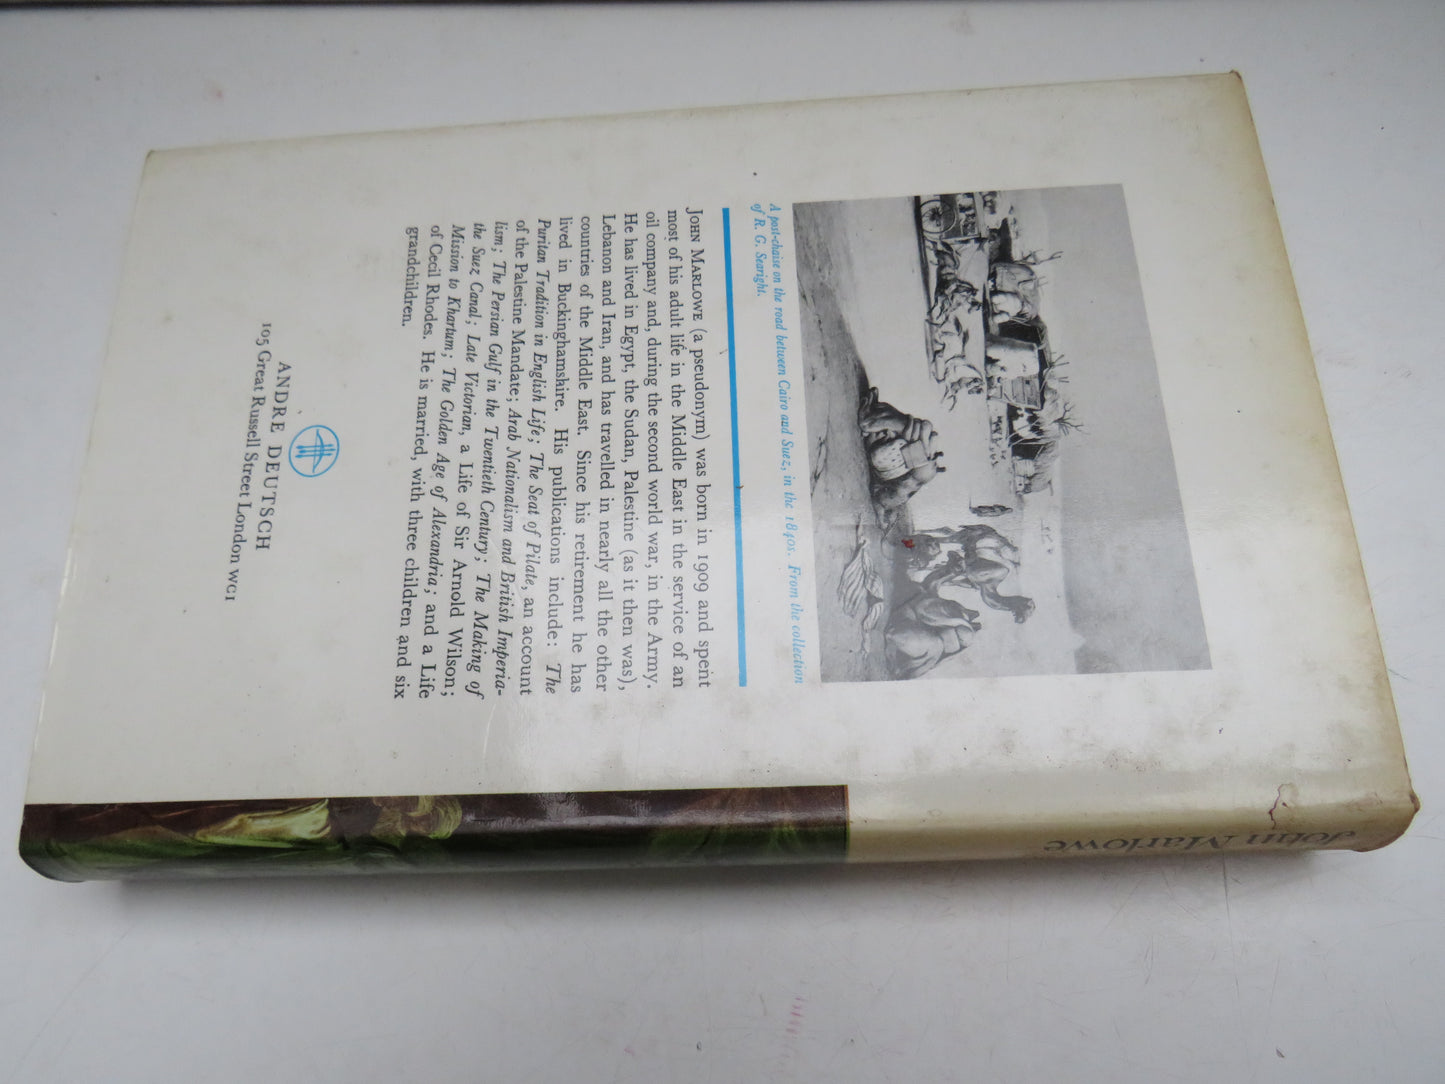 A post-chaise on the road between Cairo and Suez, in the 1840s. From the collection
of R. G. Searight.
JOHN MARLOWE (a pseudonym) was born in 1909 and spent
most of his adult life in the Middle East in the service of an
oil company and, during the second world war, in the Army.
He has lived in Egypt, the Sudan, Palestine (as it then was),
Lebanon and Iran, and has travelled in nearly all the other
countries of the Middle East. Since his retirement he has
lived in Buckinghamshire. His publications include: The
Puritan Tradition in English Life; The Seat of Pilate, an account
of the Palestine Mandate; Arab Nationalism and British Imperia-
lism; The Persian Gulf in the Twentieth Century; The Making of
the Suez Canal; Late Victorian, a Life of Sir Arnold Wilson;
Mission to Khartum; The Golden Age of Alexandria; and a Life
of Cecil Rhodes. He is married, with three children and six
grandchildren.
ANDRE DEUTSCH
105 Great Russell Street London WC1
John Marlowe